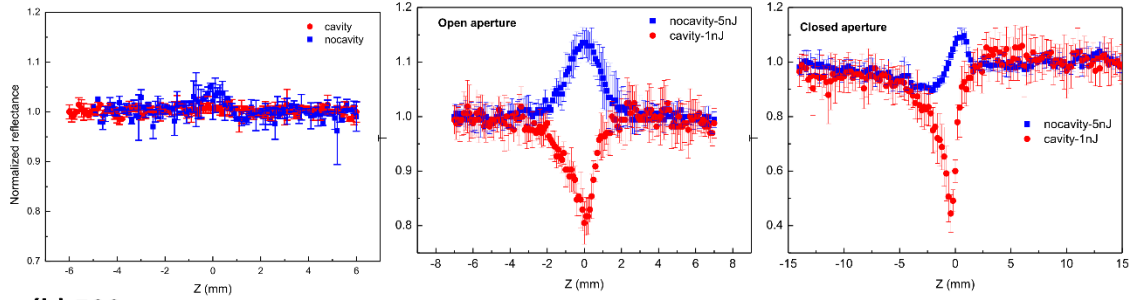 cavity
nocavity
Normalized reflectance
1.2
1.1
1.0
0.9
0.8
0.7
-6
-4
-2
0
2
4
6
Z (mm)
Open aperture
nocavity-5nJ
cavity-1nJ
T
1.2
1.1
1.0
0.9
0.8
-8
-6
-4
-2
0
2
4
6
8
Z (mm)
Closed aperture
nocavity-5nJ
cavity-1nJ
T
1.2
1.0
0.8
0.6
0.4
-15
-10
-5
0
5
10
15
Z (mm)